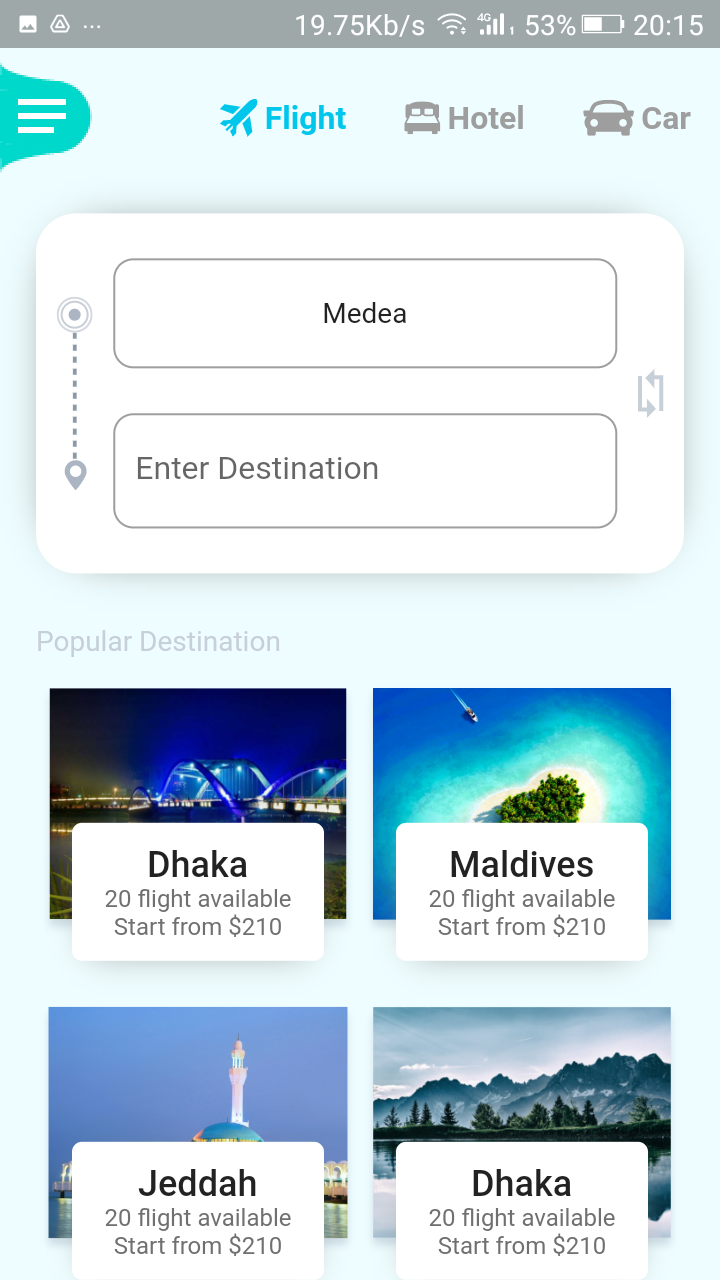 19.75Kb/s 4G 1 53% 20:15
Flight Hotel Car
Medea
Enter Destination
Popular Destination
Dhaka
20 flight available
Start from $210
Maldives
20 flight available
Start from $210
Jeddah
20 flight available
Start from $210
Dhaka
20 flight available
Start from $210